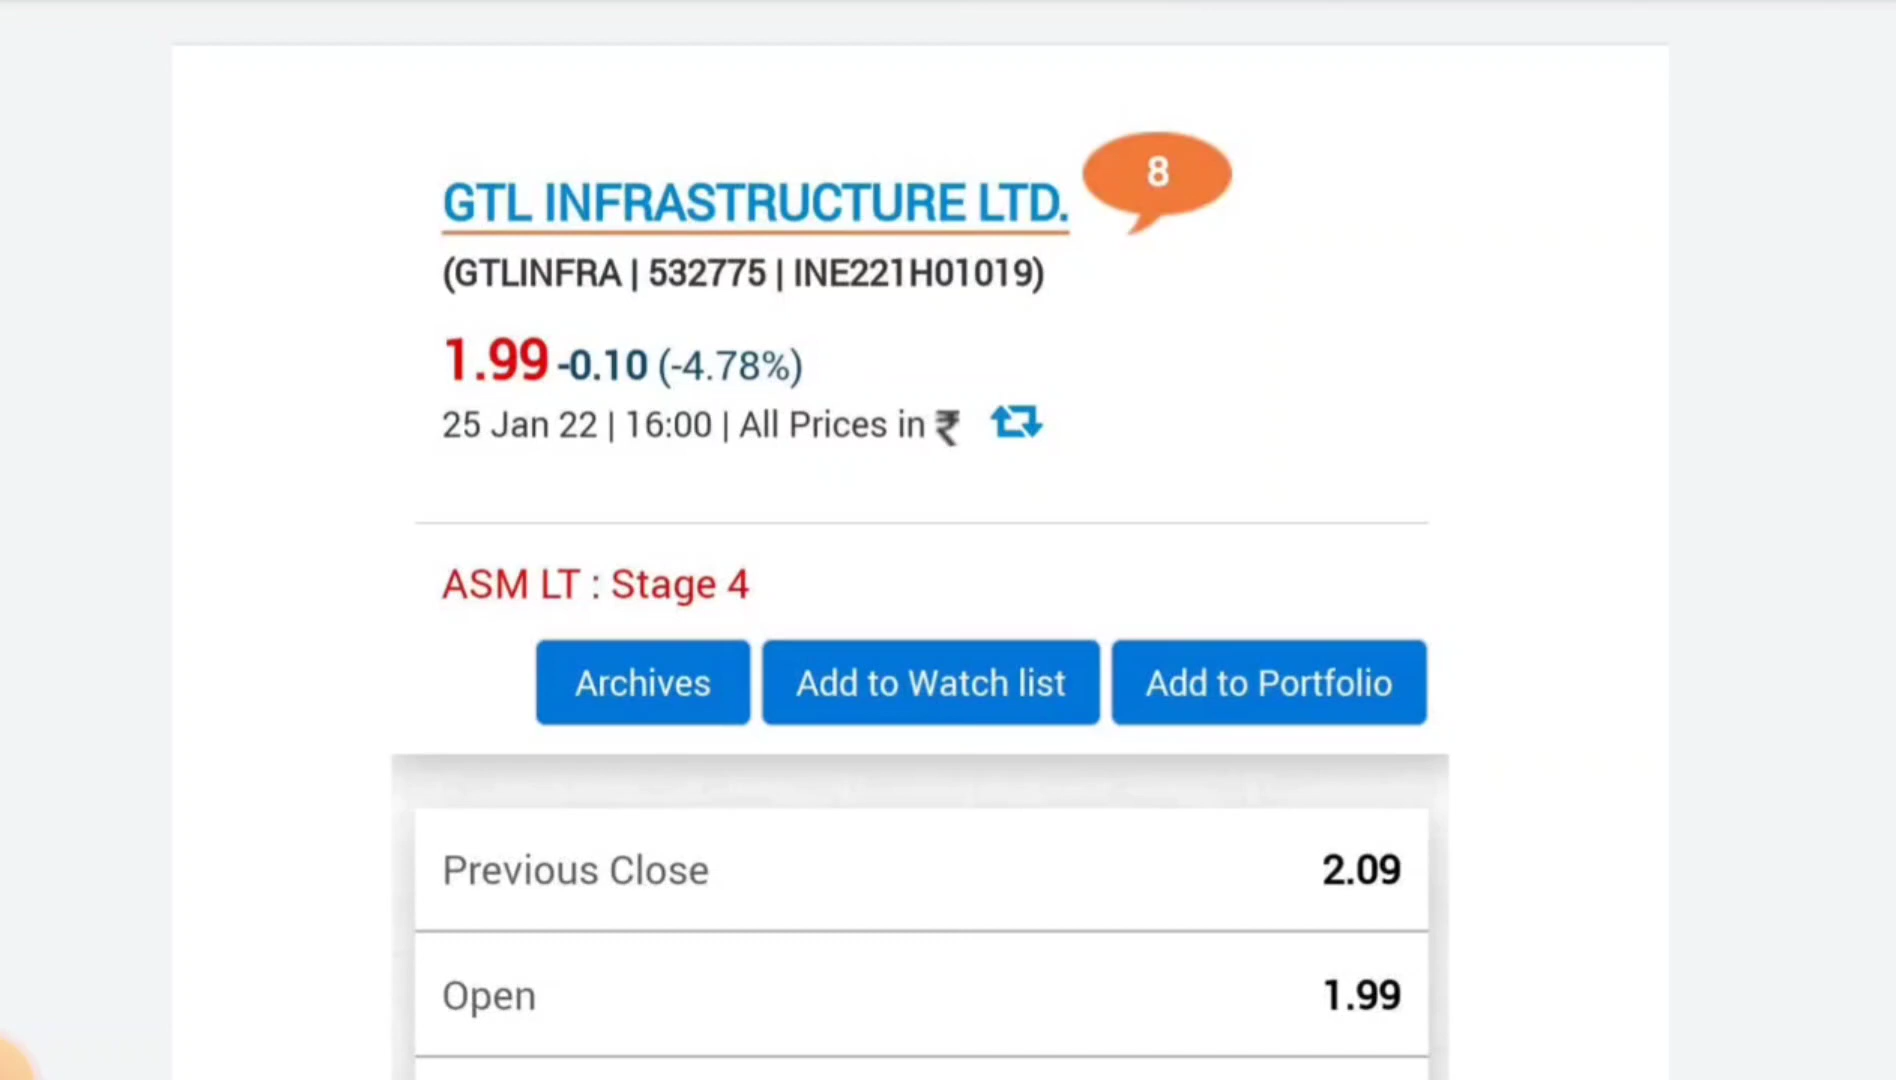 8
GTL INFRASTRUCTURE LTD.
(GTLINFRA | 532775 | INE221H01019)
1.99 -0.10 (-4.78%)
25 Jan 22 | 16:00 | All Prices in ₹
ASM LT : Stage 4
Archives Add to Watch list Add to Portfolio
Previous Close 2.09
Open 1.99